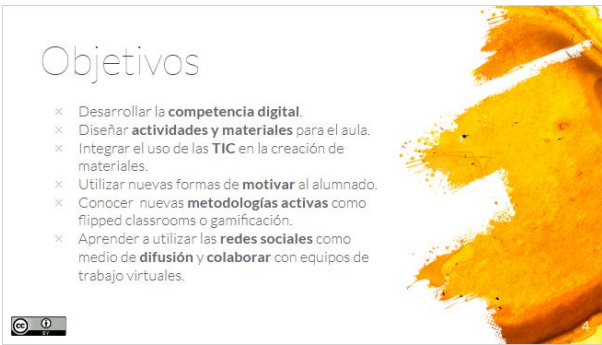 Objetivos
× Desarrollar la competencia digital.
× Diseñar actividades y materiales para el aula.
× Integrar el uso de las TIC en la creación de
materiales.
× Utilizar nuevas formas de motivar al alumnado.
× Conocer nuevas metodologías activas como
flipped classrooms o gamificación.
× Aprender a utilizar las redes sociales como
medio de difusión y colaborar con equipos de
trabajo virtuales.
cc
BY
4